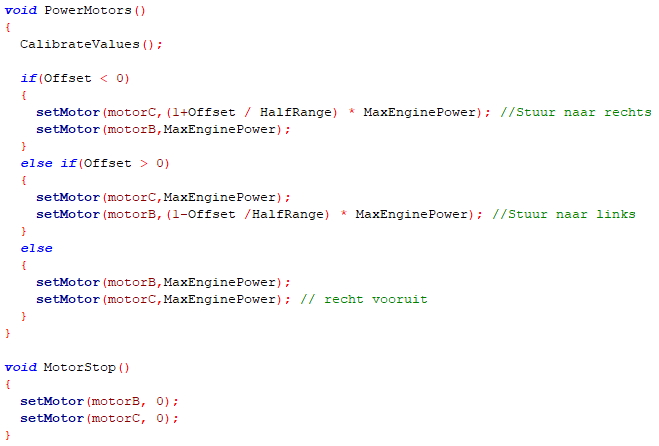 void PowerMotors()
{
  CalibrateValues();

  if(Offset < 0)
  {
    setMotor(motorC,(1+Offset / HalfRange) * MaxEnginePower); //Stuur naar rechts
    setMotor(motorB,MaxEnginePower);
  }
  else if(Offset > 0)
  {
    setMotor(motorC,MaxEnginePower);
    setMotor(motorB,(1-Offset /HalfRange) * MaxEnginePower); //Stuur naar links
  }
  else
  {
    setMotor(motorB,MaxEnginePower);
    setMotor(motorC,MaxEnginePower); // recht vooruit
  }
}

void MotorStop()
{
  setMotor(motorB, 0);
  setMotor(motorC, 0);
}